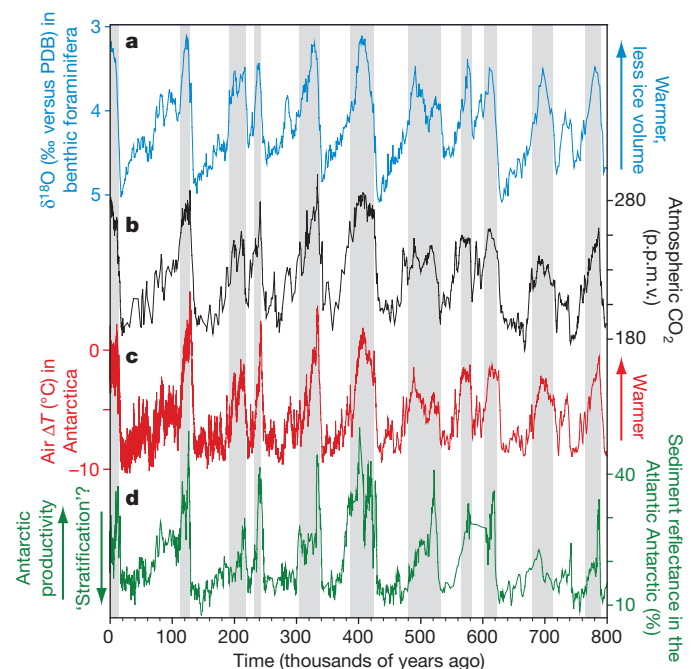 a
δ¹⁸O (‰ versus PDB) in
benthic foraminifera
3
4
5
Warmer,
less ice volume
b
280
180
Atmospheric CO₂
(p.p.m.v.)
c
Air ΔT (°C) in
Antarctica
0
−10
Warmer
d
Antarctic
productivity
'Stratification'?
40
10
Sediment reflectance in the
Atlantic Antarctic (%)
0 100 200 300 400 500 600 700 800
Time (thousands of years ago)